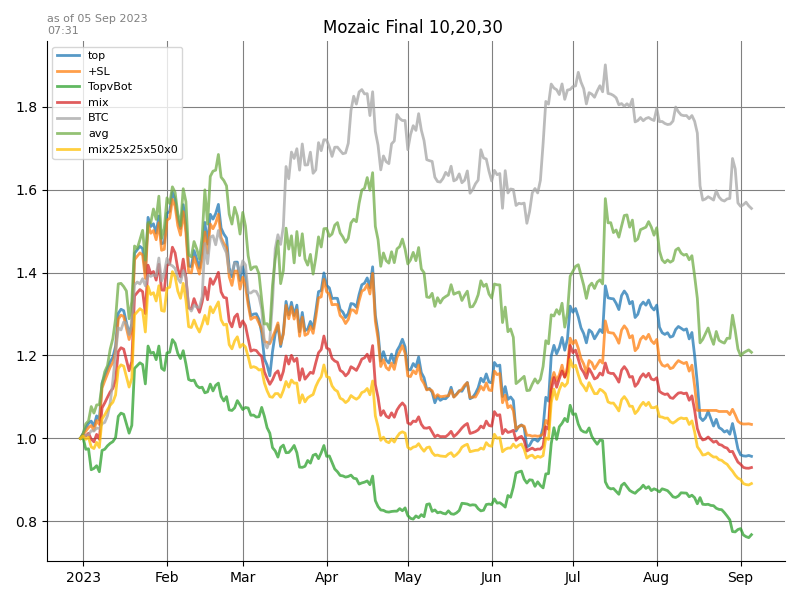 as of 05 Sep 2023
07:31
Mozaic Final 10,20,30
top
+SL
TopvBot
mix
BTC
avg
mix25x25x50x0
1.8
1.6
1.4
1.2
1.0
0.8
2023 Feb Mar Apr May Jun Jul Aug Sep